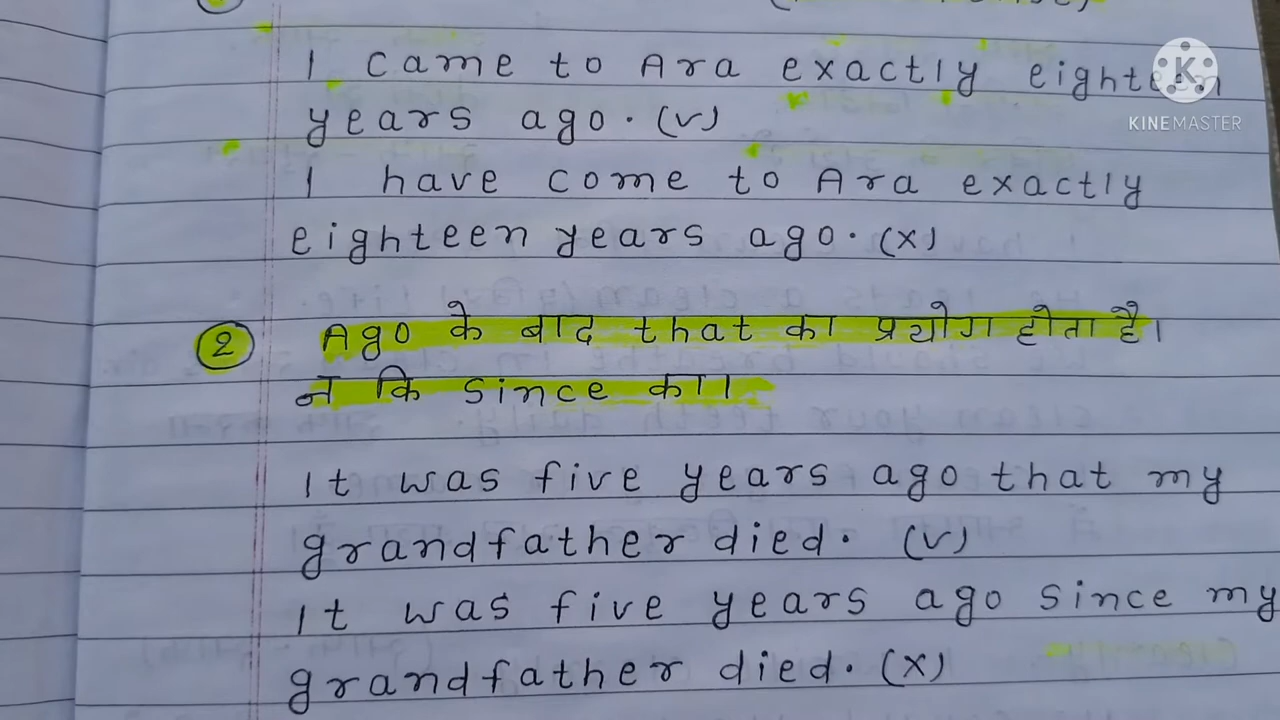 I came to Ara exactly eighteen
years ago. (✓)
I have come to Ara exactly
eighteen years ago. (x)
2 Ago के बाद that का प्रयोग होता है।
न कि since का।
It was five years ago that my
grandfather died. (✓)
It was five years ago since my
grandfather died. (x)
K
KINEMASTER